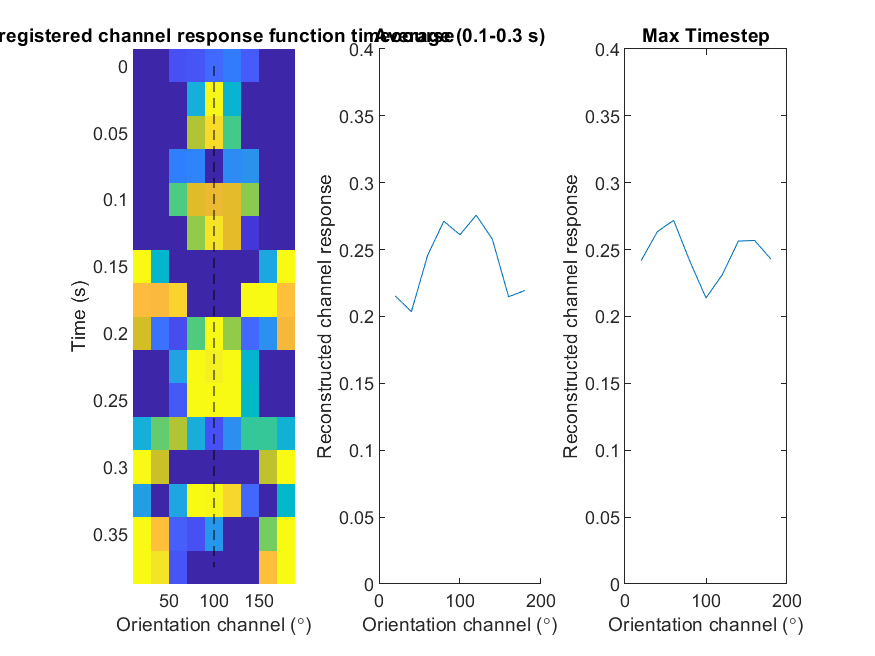 registered channel response function timecourse
Average (0.1-0.3 s)
Max Timestep
Time (s)
0
0.05
0.1
0.15
0.2
0.25
0.3
0.35
50 100 150
Orientation channel (°)
Reconstructed channel response
0.4
0.35
0.3
0.25
0.2
0.15
0.1
0.05
0
0 100 200
Orientation channel (°)
Reconstructed channel response
0.4
0.35
0.3
0.25
0.2
0.15
0.1
0.05
0
0 100 200
Orientation channel (°)